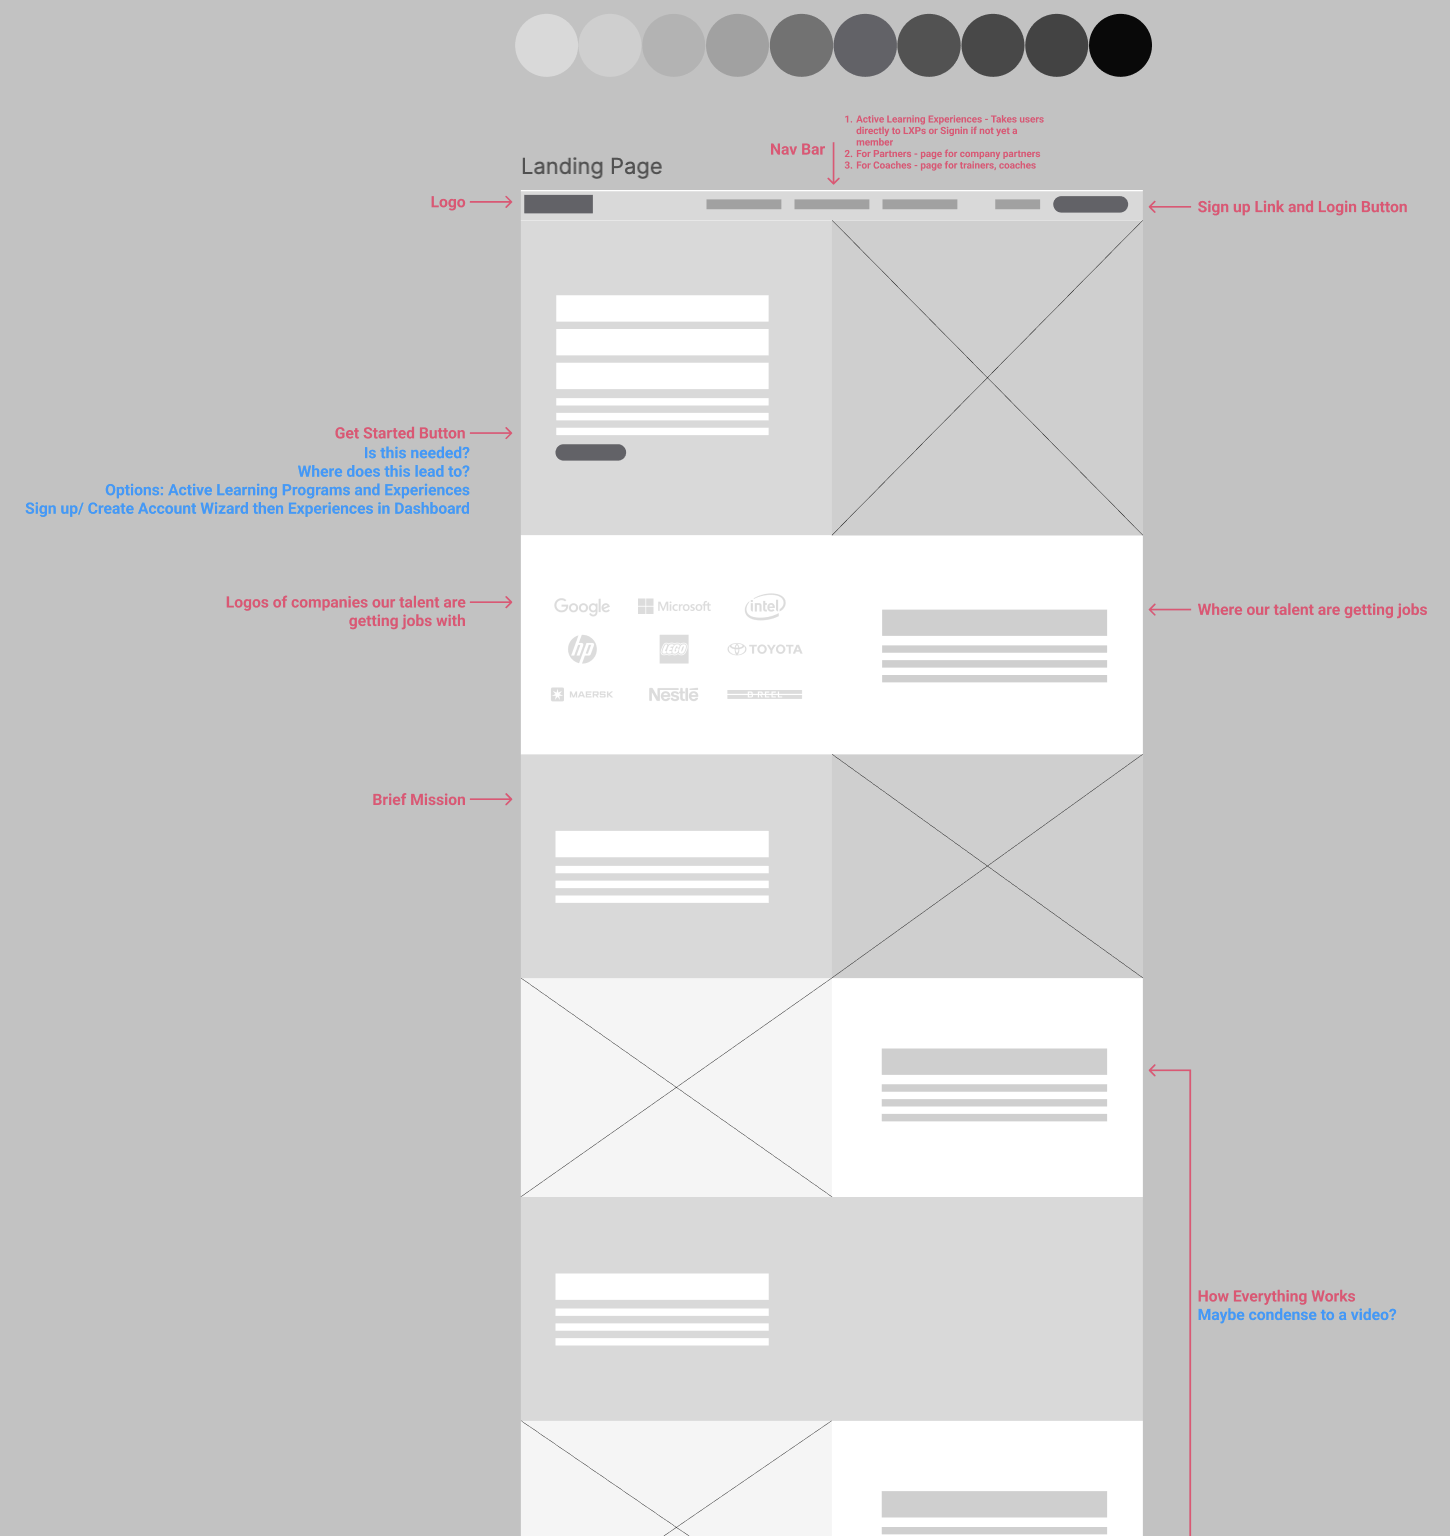 1. Active Learning Experiences - Takes users
directly to LXPs or Signin if not yet a
member
2. For Partners - page for company partners
3. For Coaches - page for trainers, coaches
Nav Bar
Landing Page
Logo
Sign up Link and Login Button
Get Started Button
Is this needed?
Where does this lead to?
Options: Active Learning Programs and Experiences
Sign up/ Create Account Wizard then Experiences in Dashboard
Logos of companies our talent are
getting jobs with
Google
Microsoft
intel
hp
LEGO
TOYOTA
MAERSK
Nestlé
B-REEL
Where our talent are getting jobs
Brief Mission
How Everything Works
Maybe condense to a video?